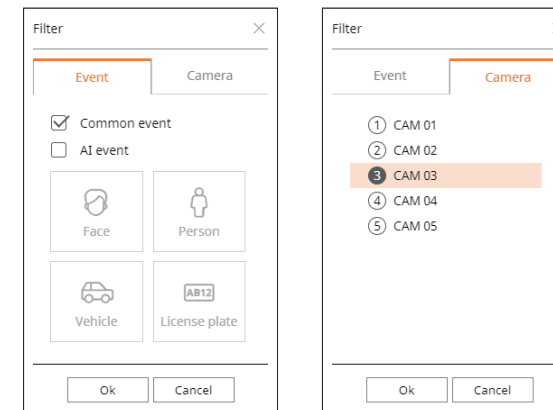 Filter
Event Camera
Common event
AI event
Face Person
AB12
Vehicle License plate
Ok Cancel
Filter
Event Camera
1 CAM 01
2 CAM 02
3 CAM 03
4 CAM 04
5 CAM 05
Ok Cancel